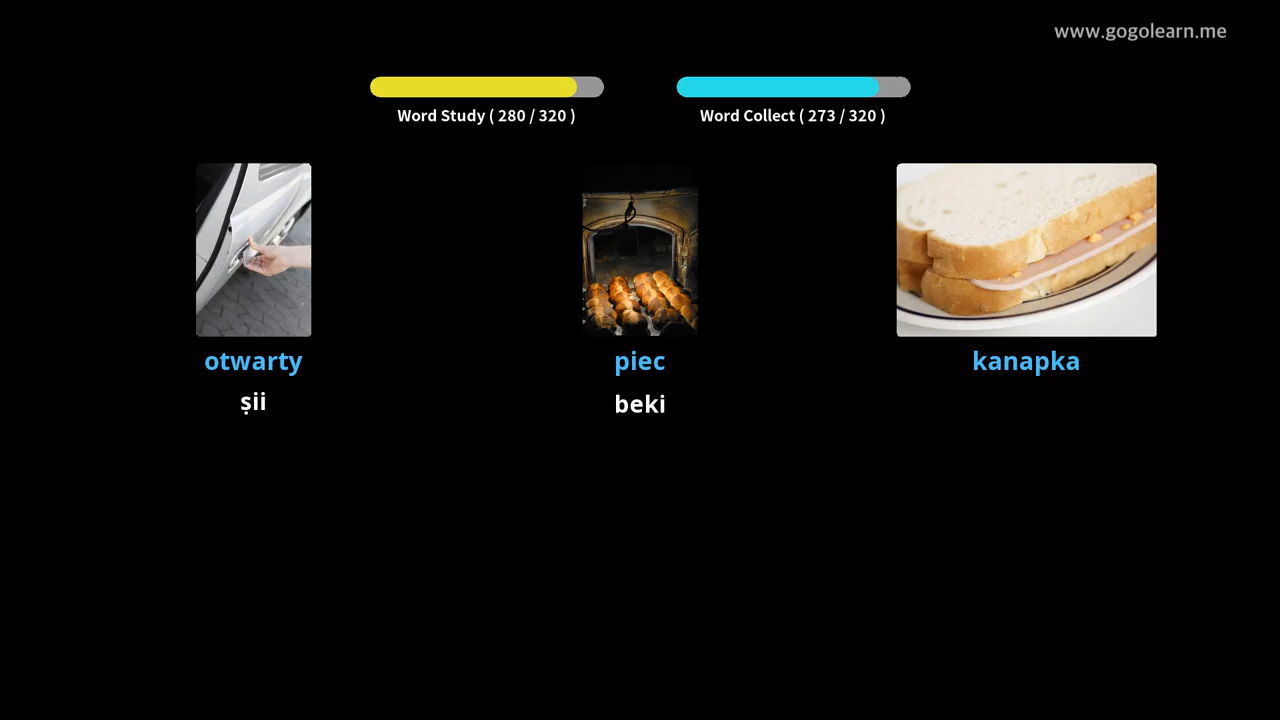 www.gogolearn.me
Word Study ( 280 / 320 )
Word Collect ( 273 / 320 )
otwarty
piec
kanapka
ṣii
beki